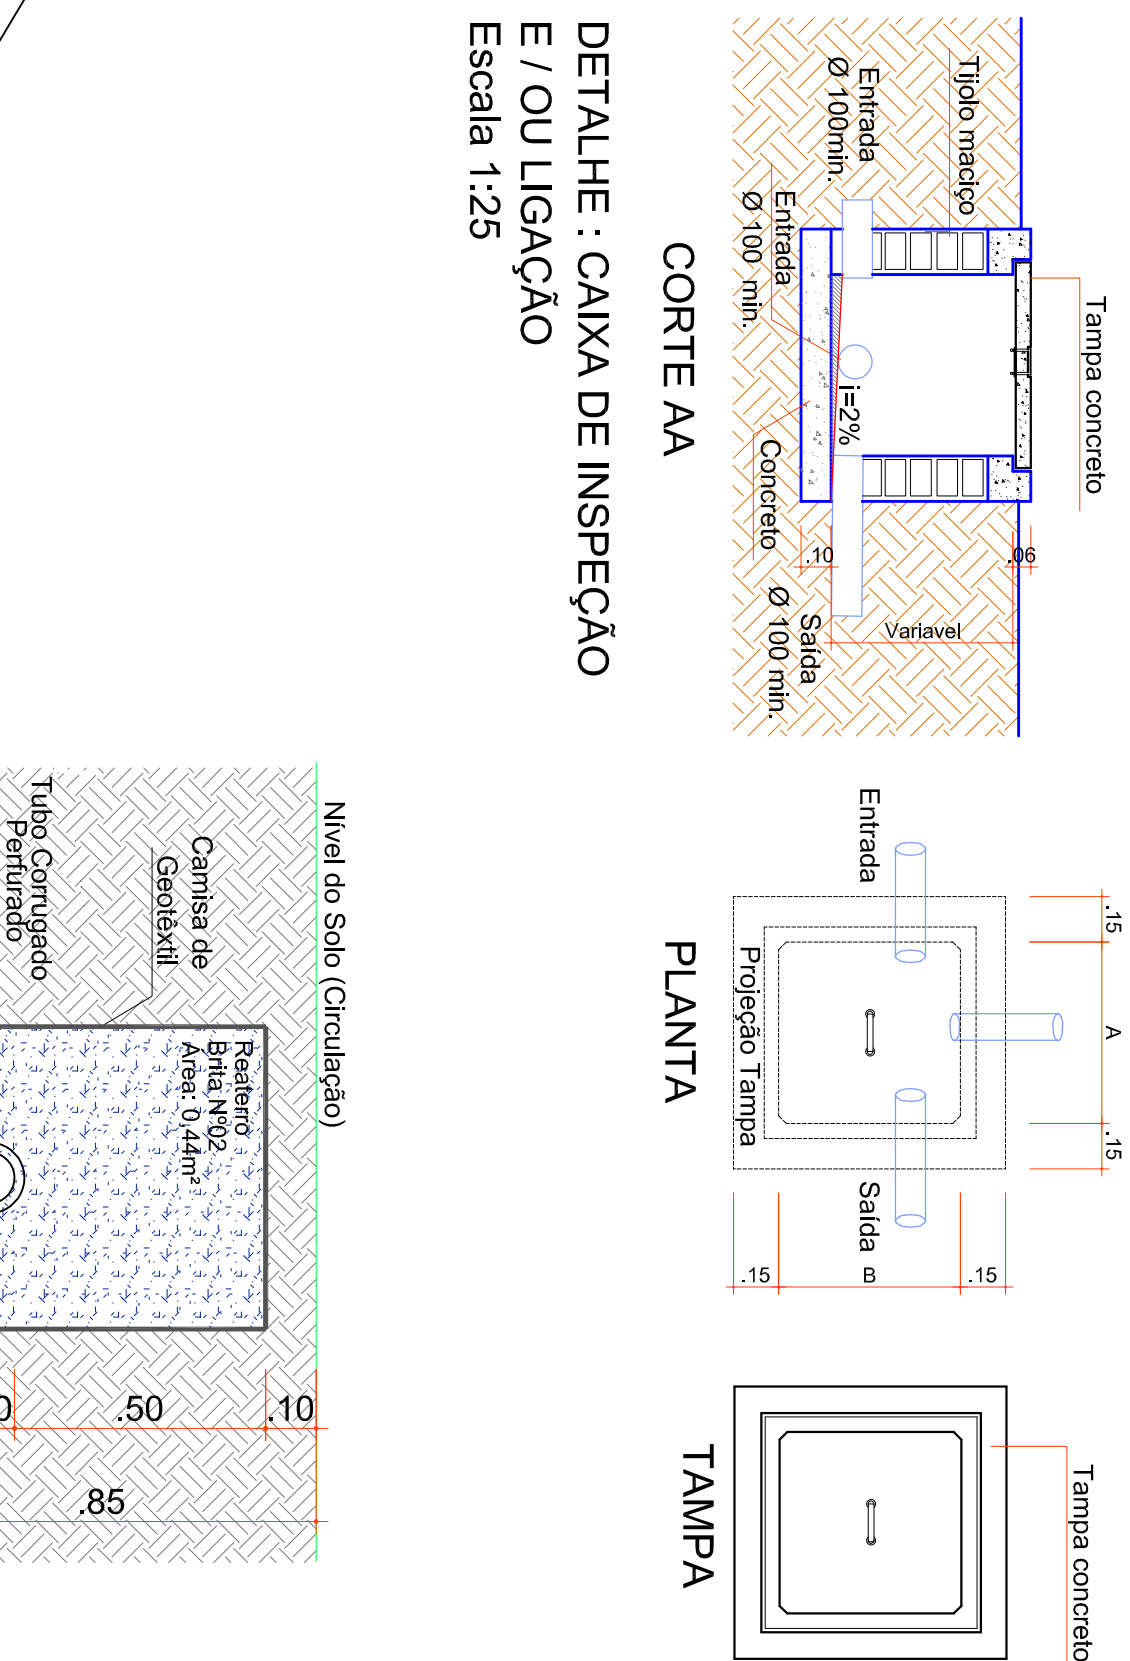 Tampa concreto
Tijolo maciço
Entrada
Ø 100min.
Entrada
Ø 100 min.
i=2%
Concreto
.10
.06
Variavel
Saída
Ø 100 min.
CORTE AA
DETALHE : CAIXA DE INSPEÇÃO
E / OU LIGAÇÃO
Escala 1:25
.15
A
.15
Entrada
Projeção Tampa
Saída
.15
B
.15
PLANTA
Tampa concreto
TAMPA
Nível do Solo (Circulação)
Camisa de
Geotêxtil
Tubo Corrugado
Perfurado
Reaterro
Brita Nº02
Área: 0,44m²
.50
.10
.85